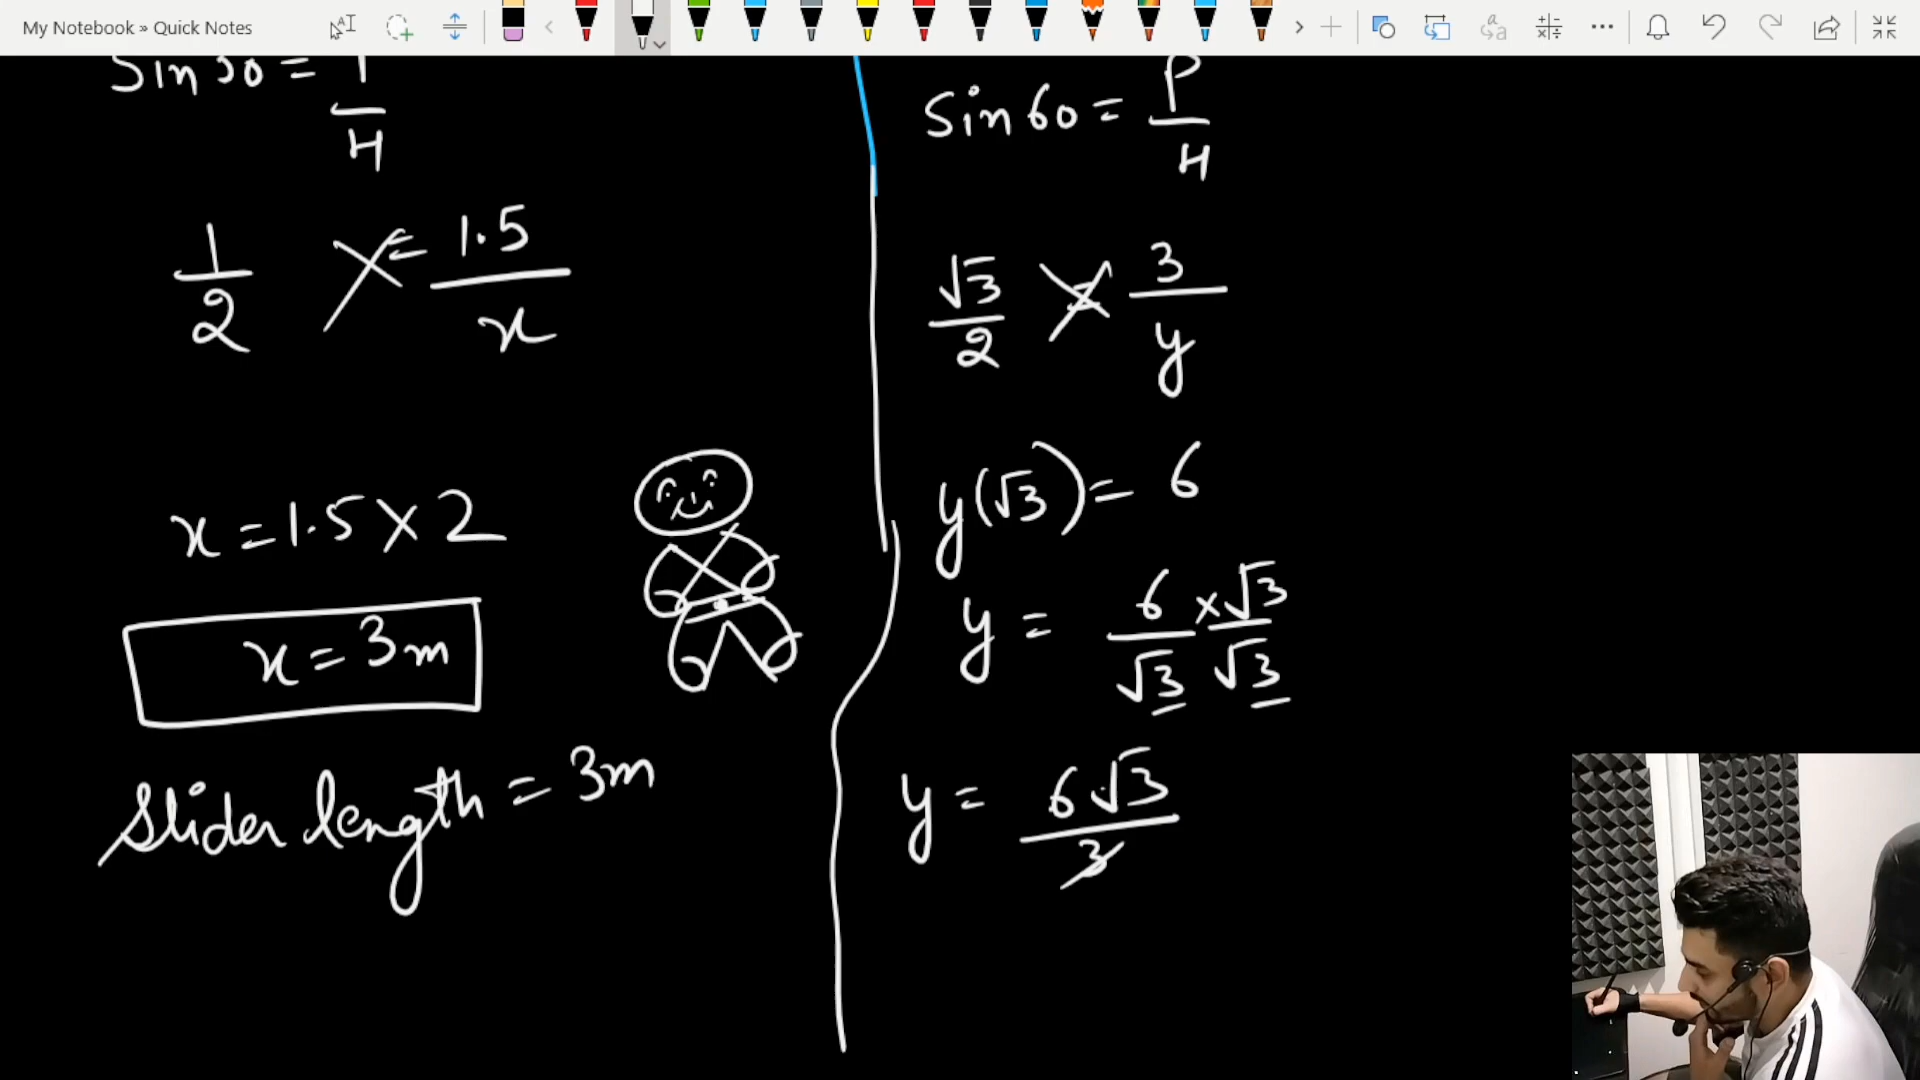 My Notebook » Quick Notes
Sin 30 = P
H
1/2 = 1.5/x
x = 1.5 × 2
x = 3m
slider length = 3m
Sin 60 = P/H
√3/2 = 3/y
y(√3) = 6
y = 6/√3 × √3/√3
y = 6√3/3